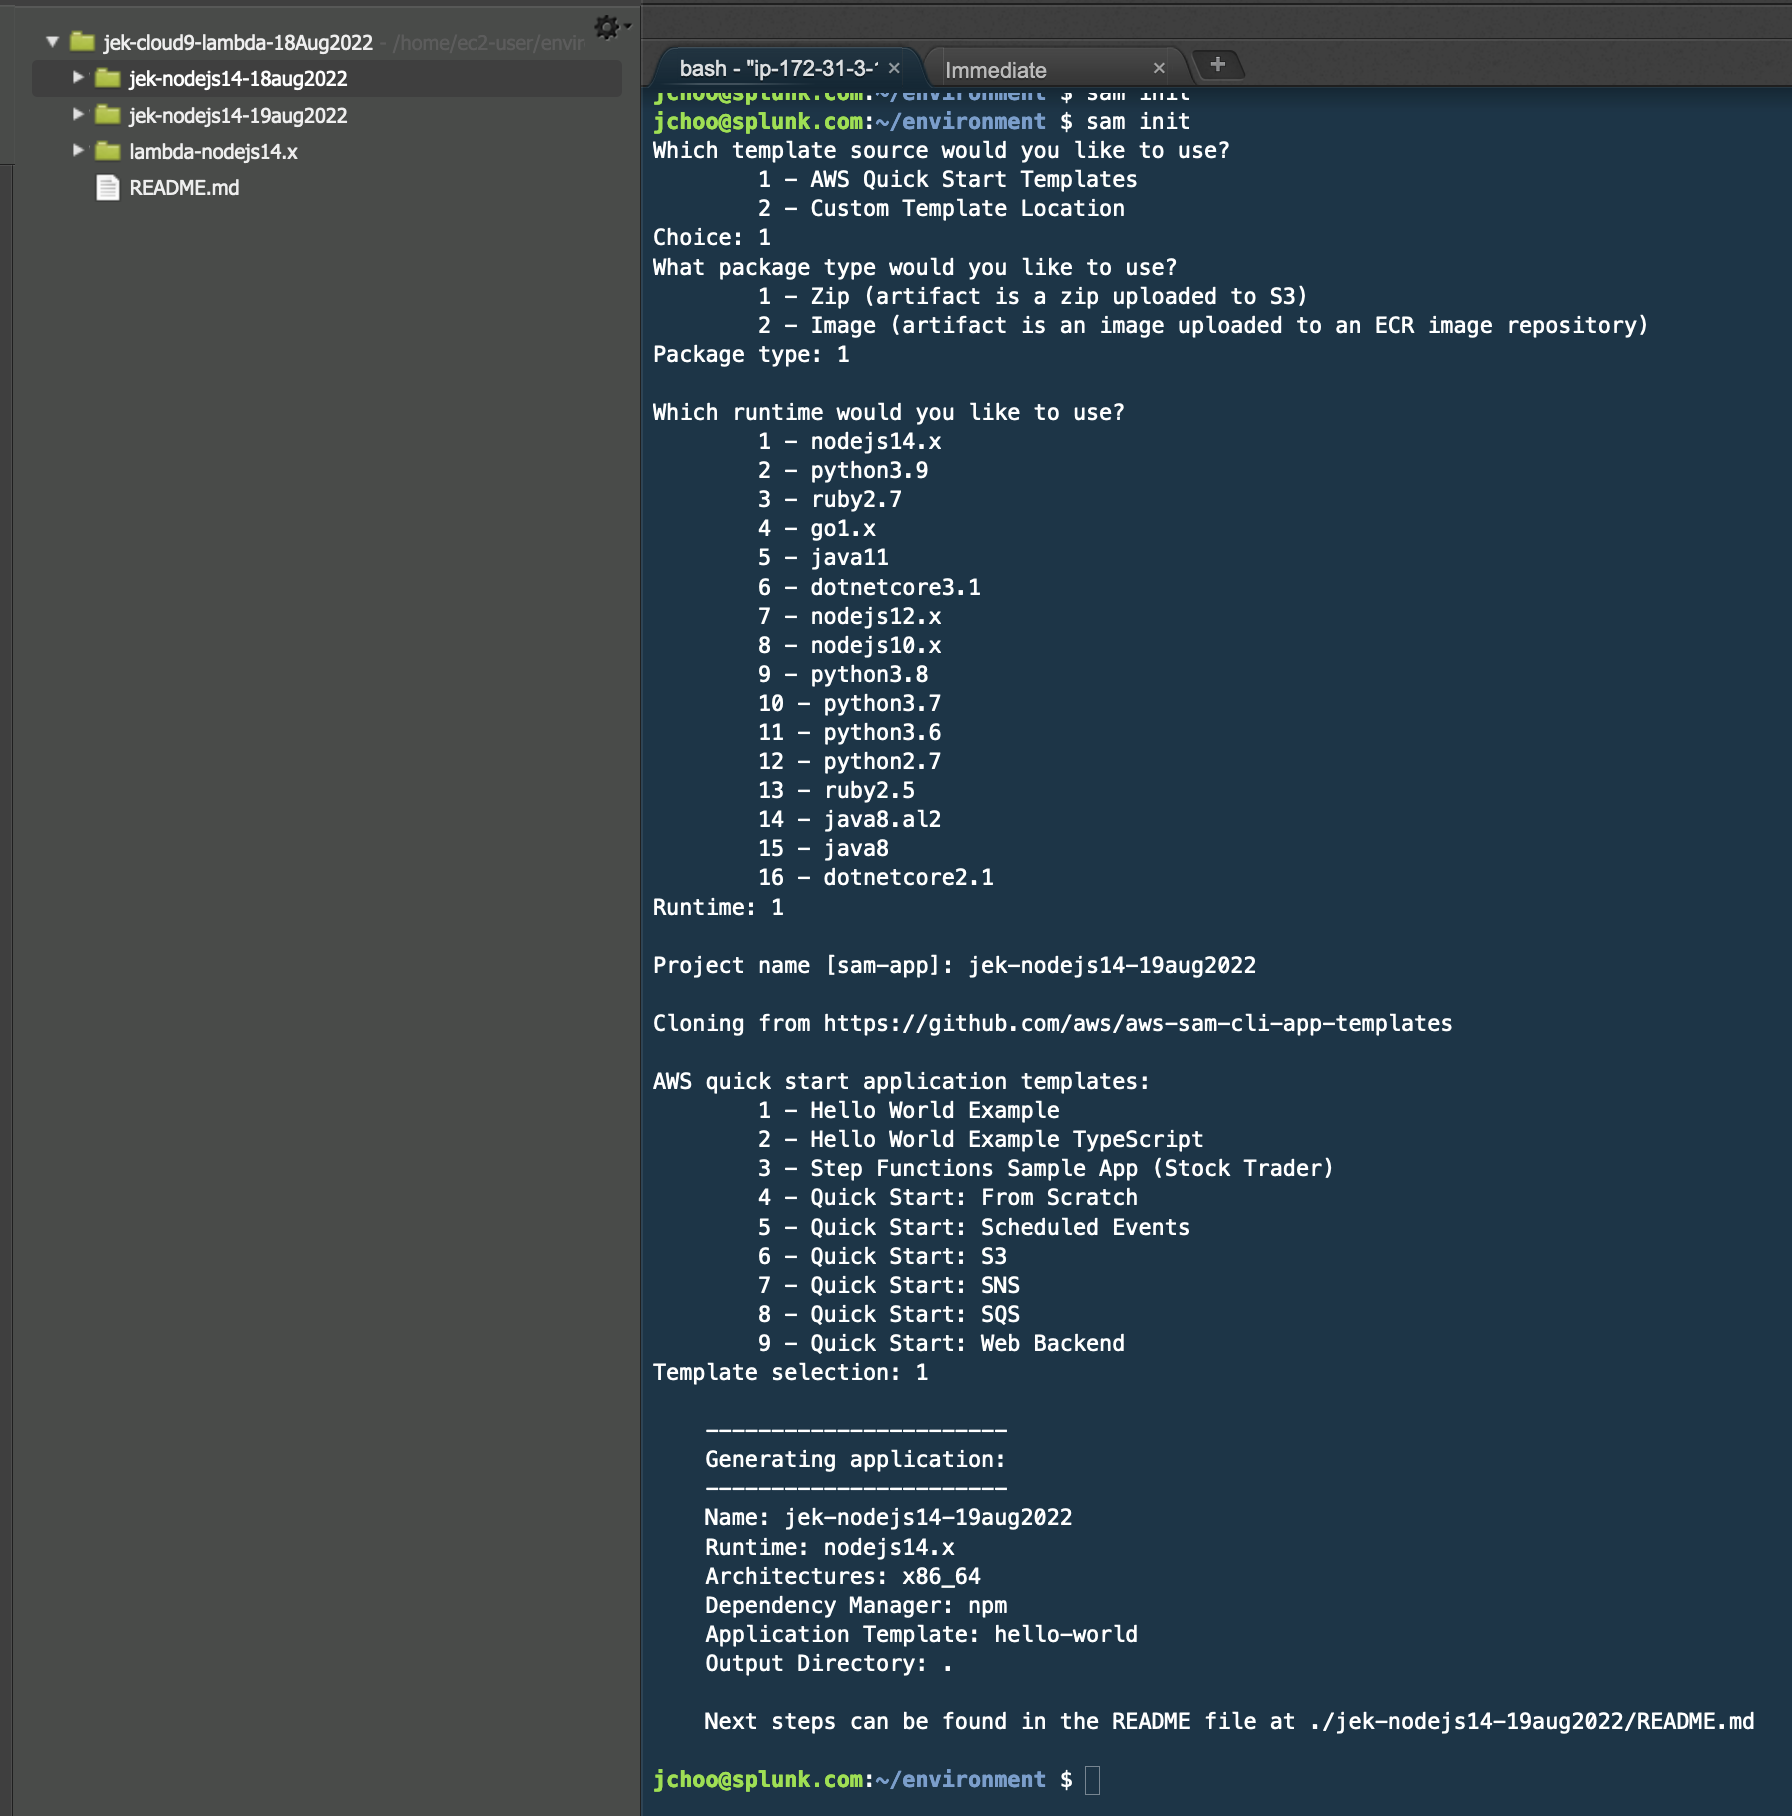 jek-cloud9-lambda-18Aug2022 - /home/ec2-user/envir
jek-nodejs14-18aug2022
jek-nodejs14-19aug2022
lambda-nodejs14.x
README.md
bash - "ip-172-31-3-
Immediate
jchoo@splunk.com:~/environment $ sam init
jchoo@splunk.com:~/environment $ sam init
Which template source would you like to use?
1 - AWS Quick Start Templates
2 - Custom Template Location
Choice: 1
What package type would you like to use?
1 - Zip (artifact is a zip uploaded to S3)
2 - Image (artifact is an image uploaded to an ECR image repository)
Package type: 1
Which runtime would you like to use?
1 - nodejs14.x
2 - python3.9
3 - ruby2.7
4 - go1.x
5 - java11
6 - dotnetcore3.1
7 - nodejs12.x
8 - nodejs10.x
9 - python3.8
10 - python3.7
11 - python3.6
12 - python2.7
13 - ruby2.5
14 - java8.al2
15 - java8
16 - dotnetcore2.1
Runtime: 1
Project name [sam-app]: jek-nodejs14-19aug2022
Cloning from https://github.com/aws/aws-sam-cli-app-templates
AWS quick start application templates:
1 - Hello World Example
2 - Hello World Example TypeScript
3 - Step Functions Sample App (Stock Trader)
4 - Quick Start: From Scratch
5 - Quick Start: Scheduled Events
6 - Quick Start: S3
7 - Quick Start: SNS
8 - Quick Start: SQS
9 - Quick Start: Web Backend
Template selection: 1
-----------------------
Generating application:
-----------------------
Name: jek-nodejs14-19aug2022
Runtime: nodejs14.x
Architectures: x86_64
Dependency Manager: npm
Application Template: hello-world
Output Directory: .
Next steps can be found in the README file at ./jek-nodejs14-19aug2022/README.md
jchoo@splunk.com:~/environment $